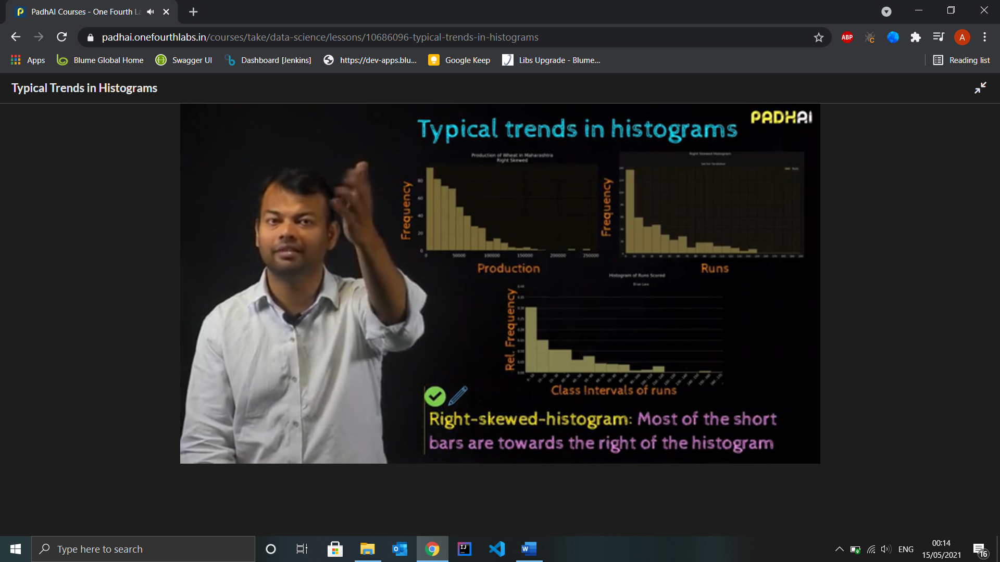 PadhAI Courses - One Fourth La
padhai.onefourthlabs.in/courses/take/data-science/lessons/10686096-typical-trends-in-histograms
ABP
A
Apps
Blume Global Home
Swagger UI
Dashboard [Jenkins]
https://dev-apps.blu...
Google Keep
Libs Upgrade - Blume...
Reading list
Typical Trends in Histograms
PADHAI
Typical trends in histograms
Production of Wheat in Maharashtra
Right Skewed
Frequency
80
60
40
20
0
0 50000 100000 150000 200000 250000
Production
Right Skewed Histogram
Sachin Tendulkar
Runs
Frequency
Runs
Histogram of Runs Scored
Brian Lara
Rel. Frequency
Class Intervals of runs
Right-skewed-histogram: Most of the short
bars are towards the right of the histogram
Type here to search
ENG
00:14
15/05/2021
16